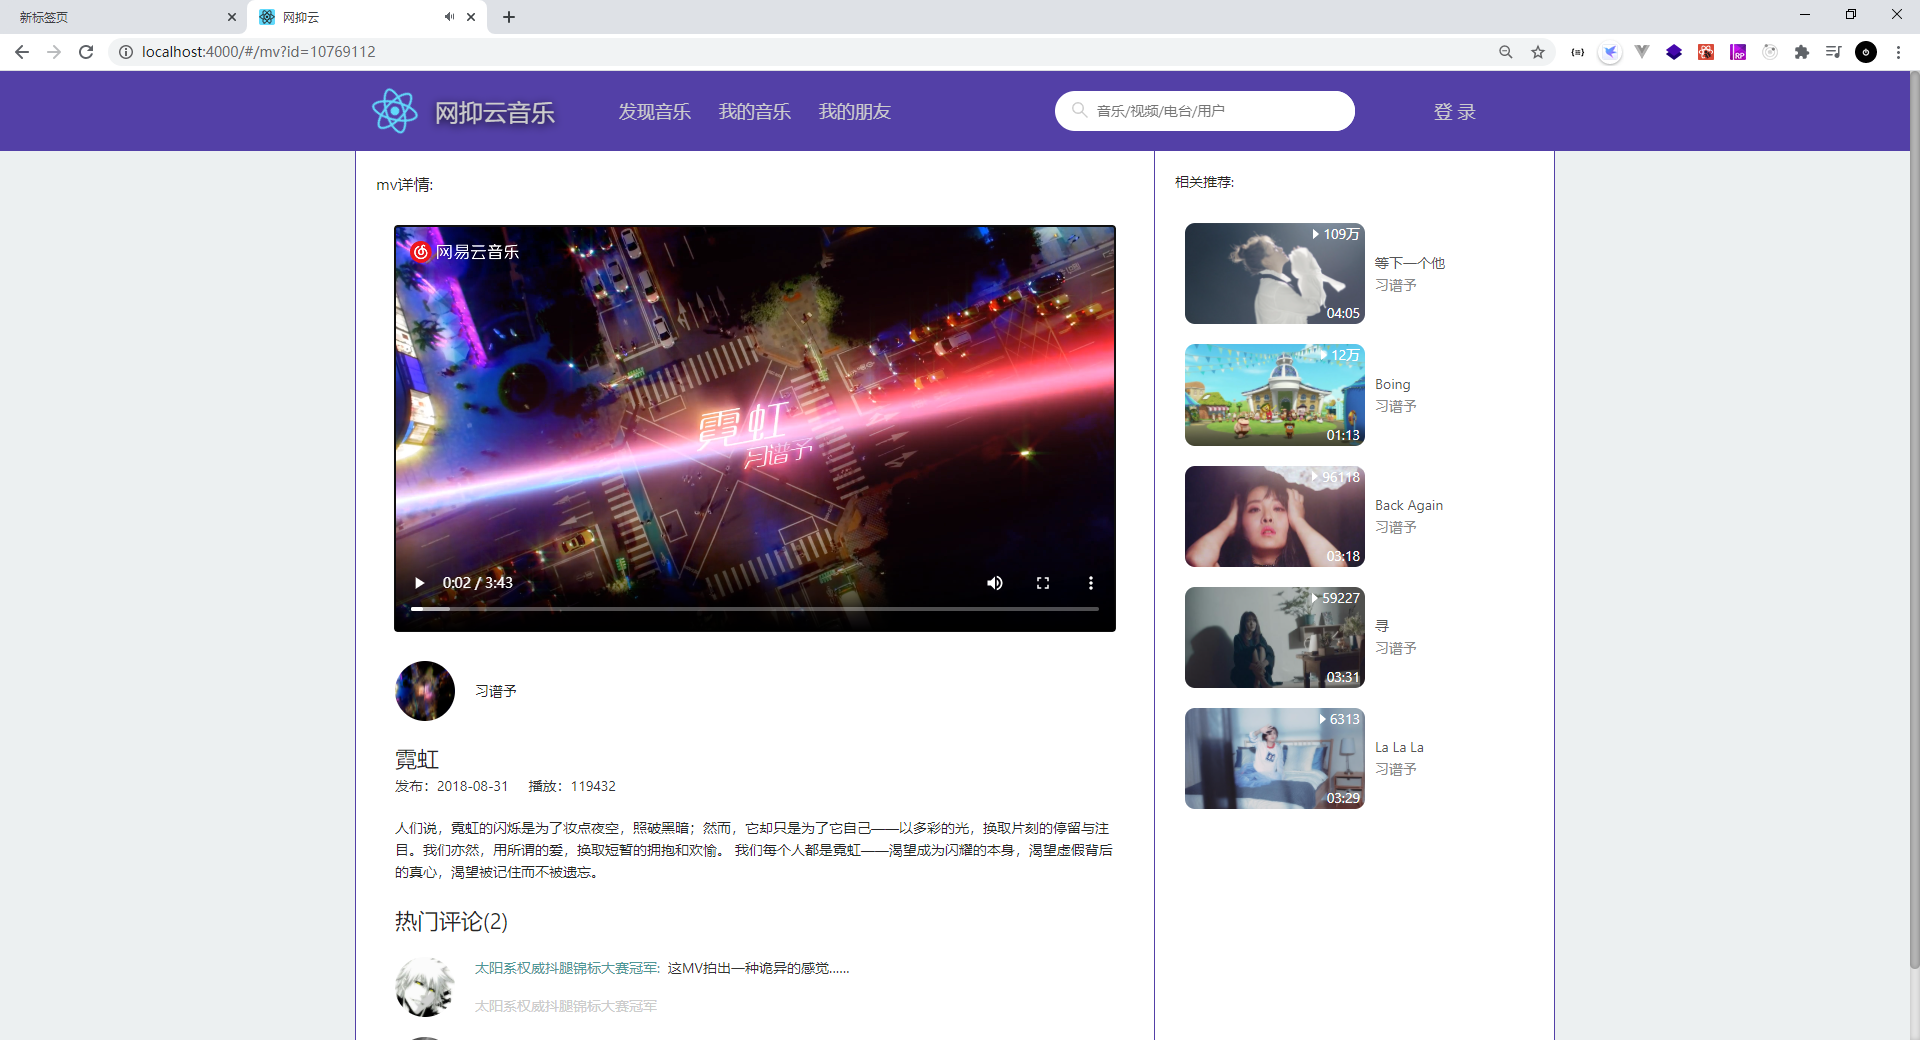 新标签页
网抑云
localhost:4000/#/mv?id=10769112
网抑云音乐
发现音乐
我的音乐
我的朋友
音乐/视频/电台/用户
登 录
mv详情:
网易云音乐
霓虹
习谱予
0:02 / 3:43
习谱予
霓虹
发布：2018-08-31 播放：119432
人们说，霓虹的闪烁是为了妆点夜空，照破黑暗；然而，它却只是为了它自己——以多彩的光，换取片刻的停留与注
目。我们亦然，用所谓的爱，换取短暂的拥抱和欢愉。 我们每个人都是霓虹——渴望成为闪耀的本身，渴望虚假背后
的真心，渴望被记住而不被遗忘。
热门评论(2)
太阳系权威抖腿锦标大赛冠军: 这MV拍出一种诡异的感觉……
太阳系权威抖腿锦标大赛冠军
相关推荐:
109万
04:05
等下一个他
习谱予
12万
01:13
Boing
习谱予
96118
03:18
Back Again
习谱予
59227
03:31
寻
习谱予
6313
03:29
La La La
习谱予